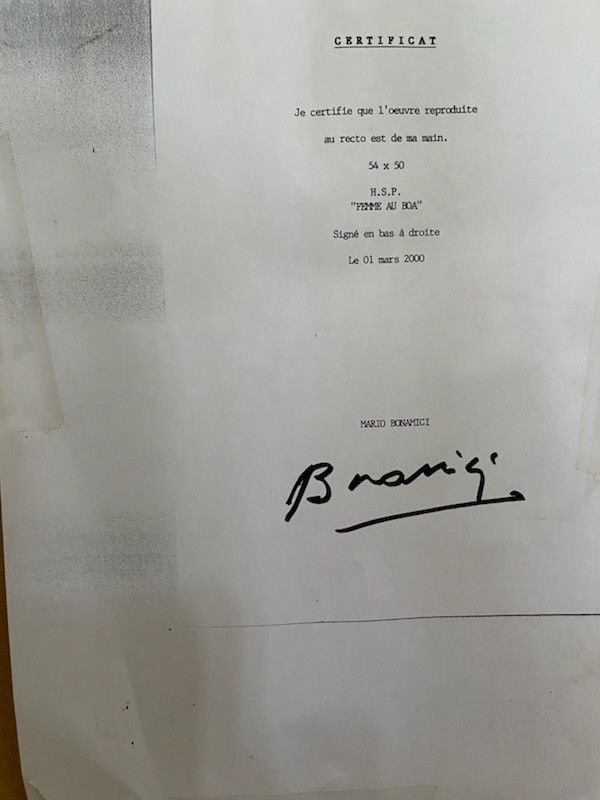 CERTIFICAT
Je certifie que l'oeuvre reproduite
au recto est de ma main.
54 x 50
H.S.P.
"FEMME AU BOA"
Signé en bas à droite
Le 01 mars 2000
MARIO BONAMICI
Bonamici